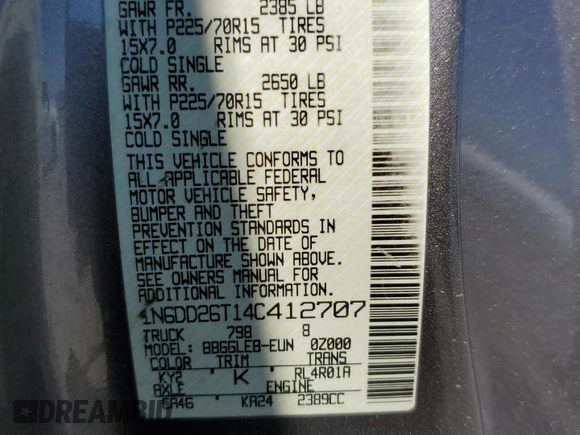 GAWR FR. 2385 LB
WITH P225/70R15 TIRES
15X7.0 RIMS AT 30 PSI
COLD SINGLE
GAWR RR. 2650 LB
WITH P225/70R15 TIRES
15X7.0 RIMS AT 30 PSI
COLD SINGLE
THIS VEHICLE CONFORMS TO
ALL APPLICABLE FEDERAL
MOTOR VEHICLE SAFETY,
BUMPER AND THEFT
PREVENTION STANDARDS IN
EFFECT ON THE DATE OF
MANUFACTURE SHOWN ABOVE.
SEE OWNERS MANUAL FOR
ADDITIONAL INFORMATION.
1N6DD26T14C412707
TRUCK 798 8
MODEL: BBGGLEB-EUN 0Z000
COLOR TRIM TRANS
KY2 K RL4R01A
AXLE ENGINE
CA46 KA24 2389CC
DREAMBID